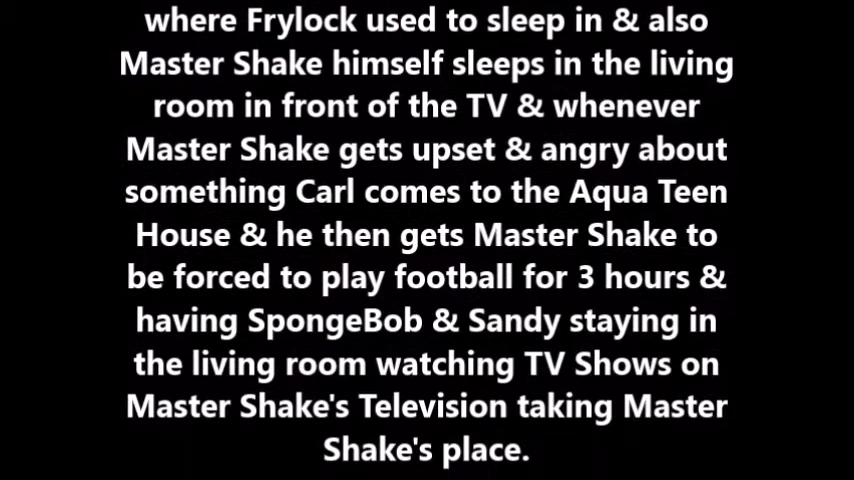 where Frylock used to sleep in & also
Master Shake himself sleeps in the living
room in front of the TV & whenever
Master Shake gets upset & angry about
something Carl comes to the Aqua Teen
House & he then gets Master Shake to
be forced to play football for 3 hours &
having SpongeBob & Sandy staying in
the living room watching TV Shows on
Master Shake's Television taking Master
Shake's place.